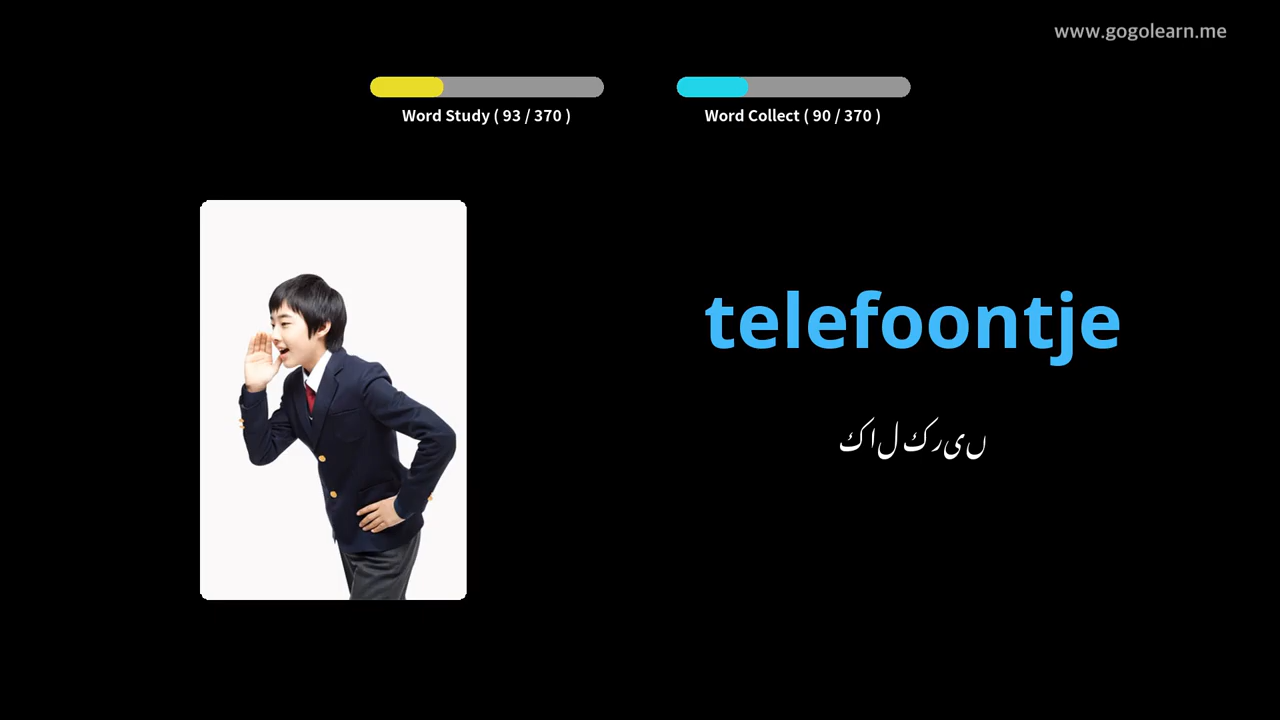 www.gogolearn.me
Word Study ( 93 / 370 )
Word Collect ( 90 / 370 )
telefoontje
کال کریں